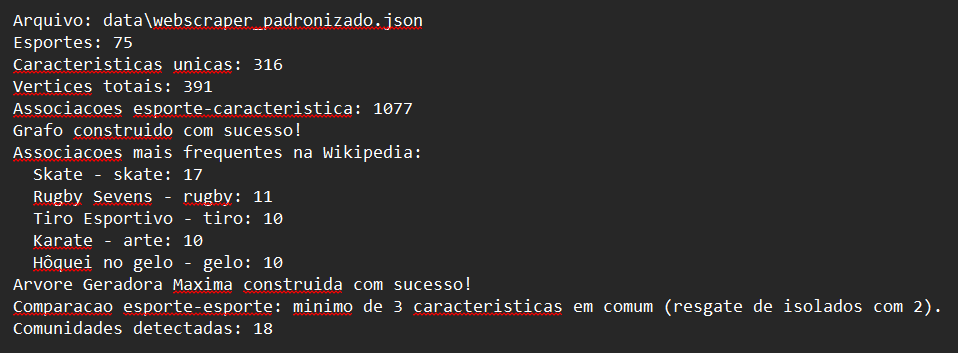 Arquivo: data\webscraper_padronizado.json
Esportes: 75
Caracteristicas unicas: 316
Vertices totais: 391
Associacoes esporte-caracteristica: 1077
Grafo construido com sucesso!
Associacoes mais frequentes na Wikipedia:
Skate - skate: 17
Rugby Sevens - rugby: 11
Tiro Esportivo - tiro: 10
Karate - arte: 10
Hôquei no gelo - gelo: 10
Arvore Geradora Maxima construida com sucesso!
Comparacao esporte-esporte: minimo de 3 caracteristicas em comum (resgate de isolados com 2).
Comunidades detectadas: 18